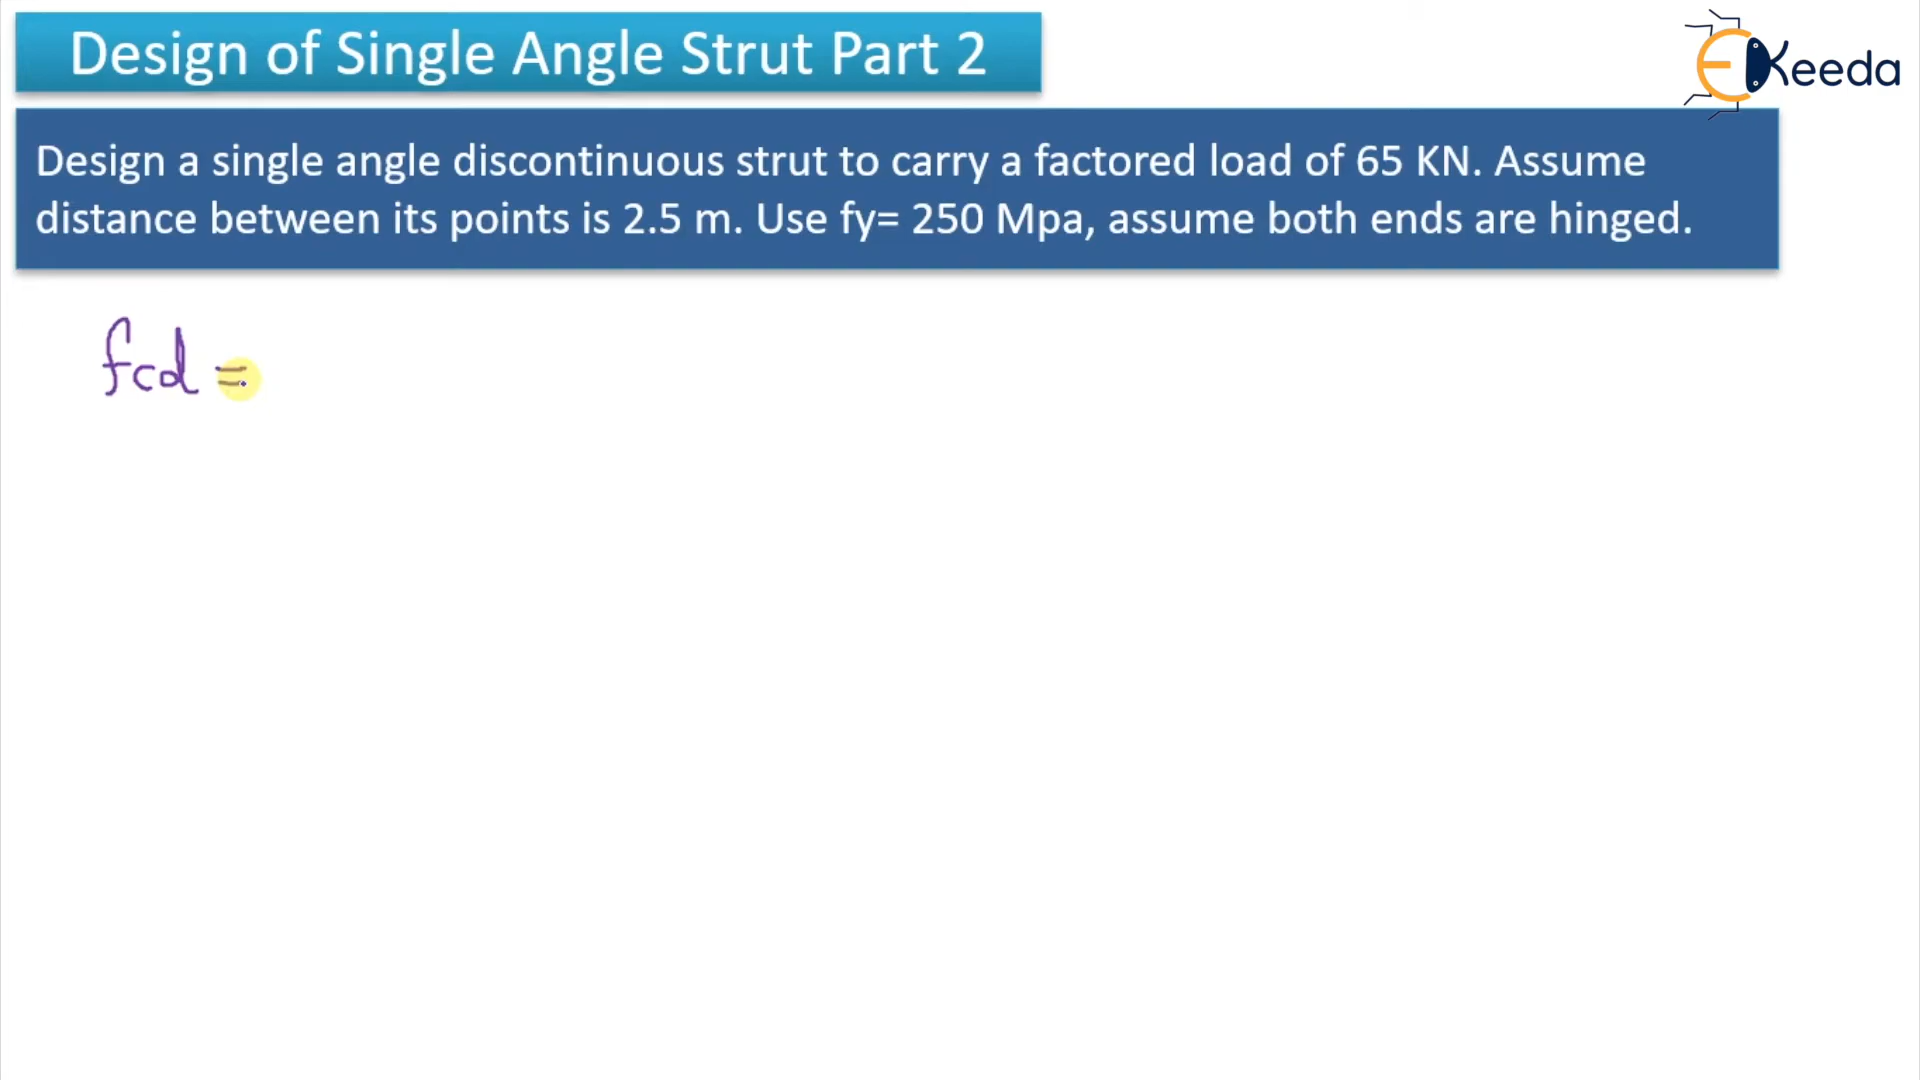 Design of Single Angle Strut Part 2
EKeeda
Design a single angle discontinuous strut to carry a factored load of 65 KN. Assume
distance between its points is 2.5 m. Use fy= 250 Mpa, assume both ends are hinged.
fcd =